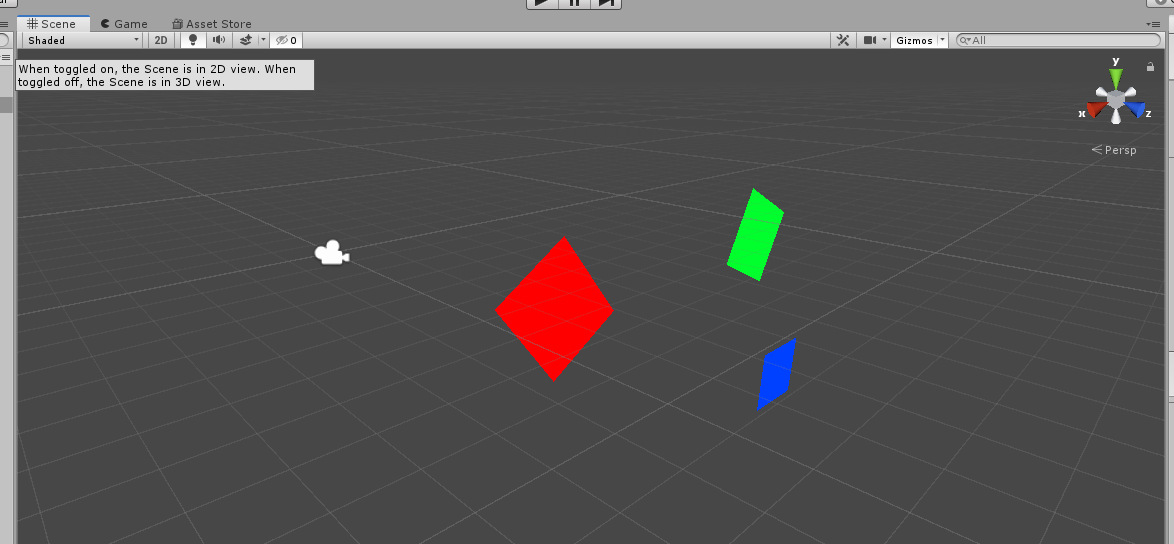 Scene Game Asset Store
Shaded 2D 0 Gizmos All
When toggled on, the Scene is in 2D view. When
toggled off, the Scene is in 3D view.
y
x z
Persp